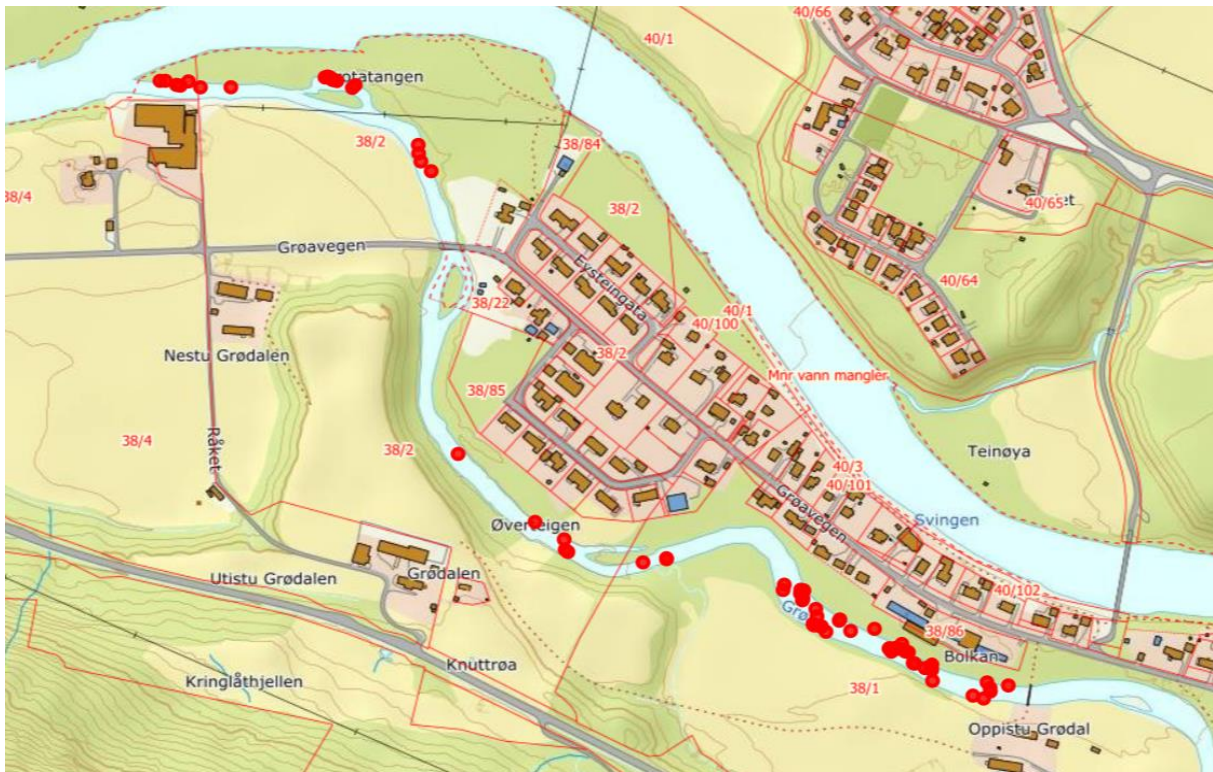 40/66
40/1
38/2
38/84
38/4
40/65
38/2
Grøavegen
Eysteingata
40/64
38/22
40/1
40/100
Nestu Grødalen
38/2
Mnr vann mangler
38/85
38/4
Råket
38/2
Teinøya
40/3
40/101
Grøavegen
Svingen
Øverteigen
Utistu Grødalen
Grødalen
40/102
38/86
Knuttrøa
Bolkan
Kringlåthjellen
38/1
Oppistu Grødal